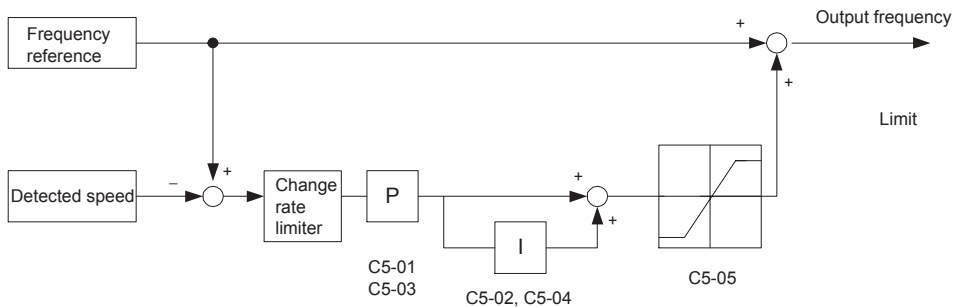 Frequency
reference
+
Output frequency
+
Limit
Detected speed
–
+
Change
rate
limiter
P
+
+
I
C5-01
C5-03
C5-02, C5-04
C5-05